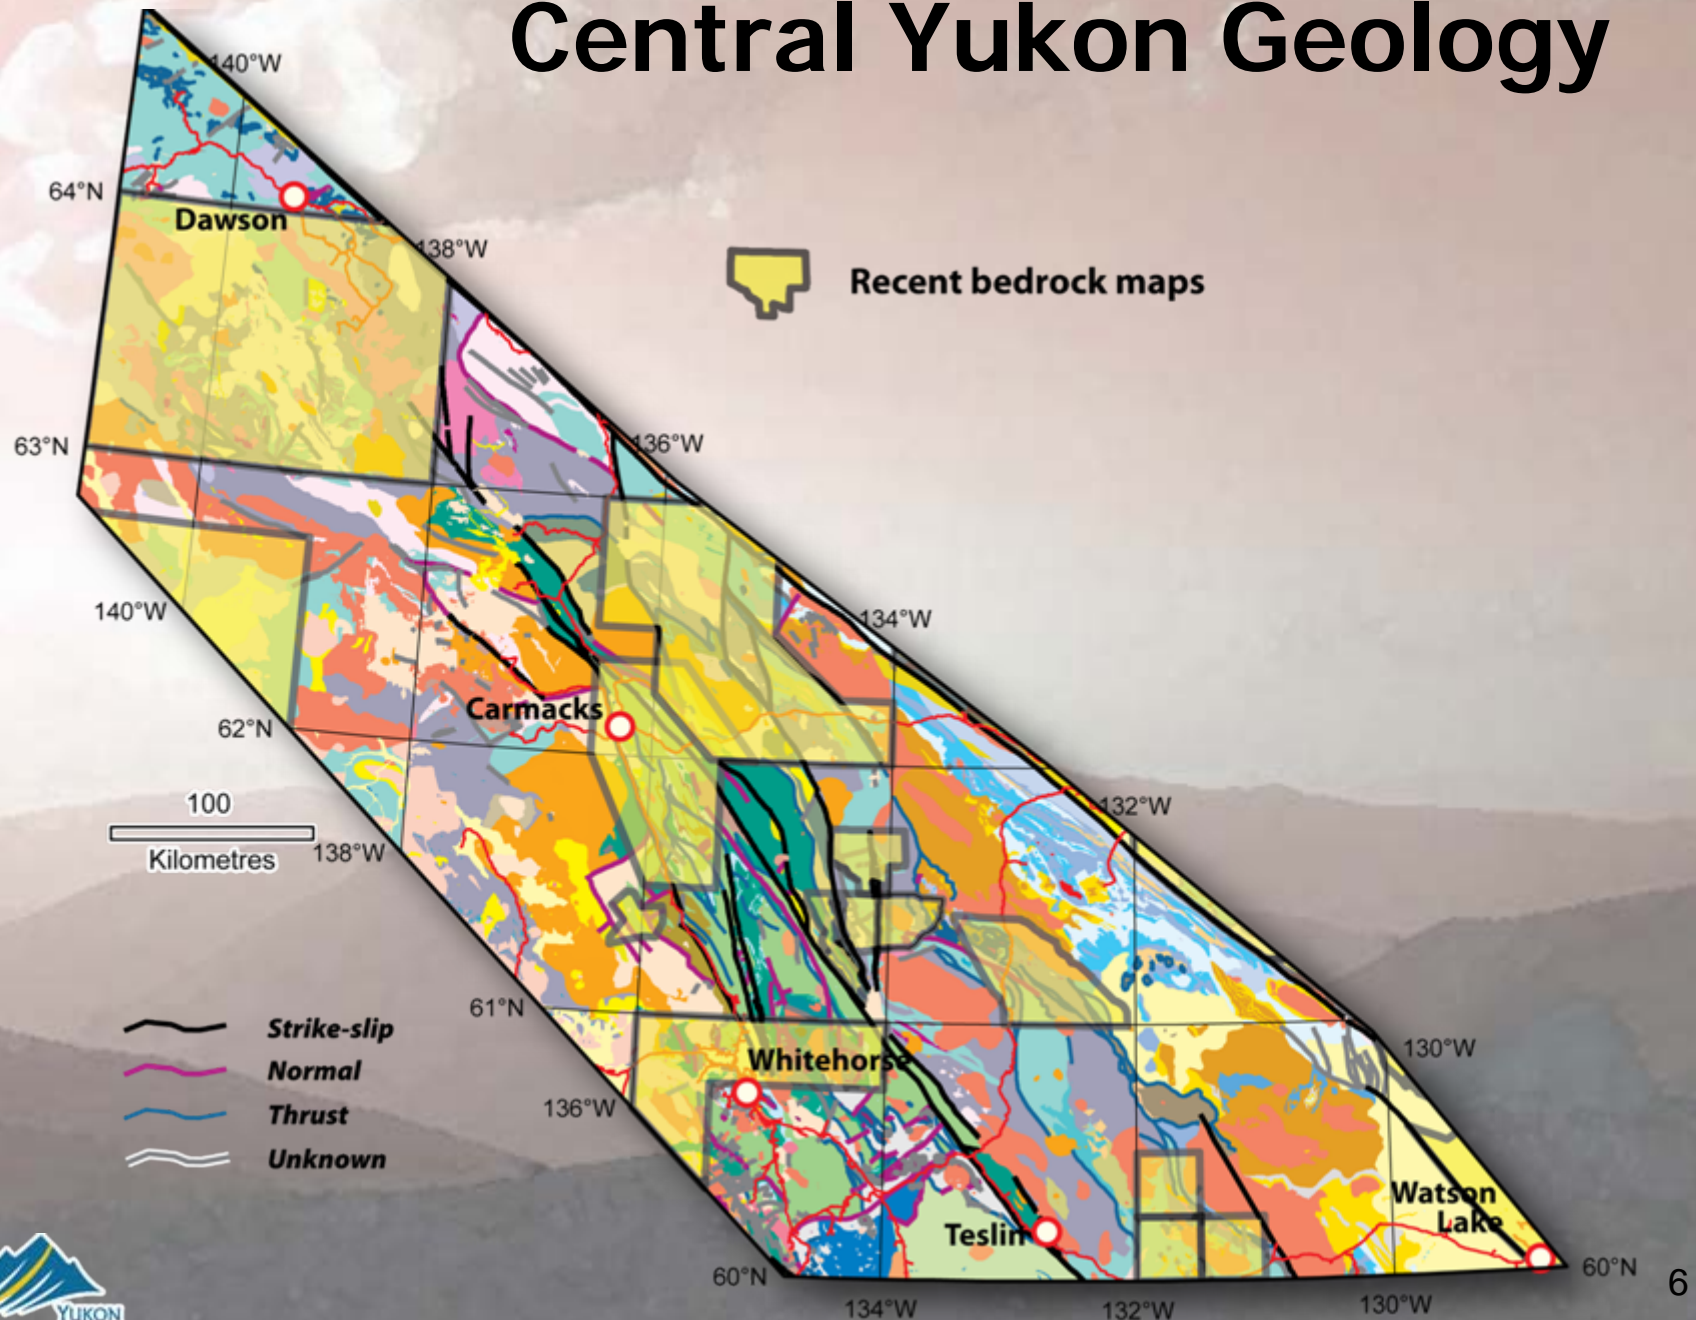 Central Yukon Geology
140°W
64°N
Dawson
138°W
Recent bedrock maps
63°N
136°W
140°W
134°W
Carmacks
62°N
100
Kilometres
138°W
132°W
61°N
Strike-slip
Normal
Thrust
Unknown
Whitehorse
130°W
136°W
Watson
Lake
Teslin
60°N
60°N
6
134°W
132°W
130°W
YUKON